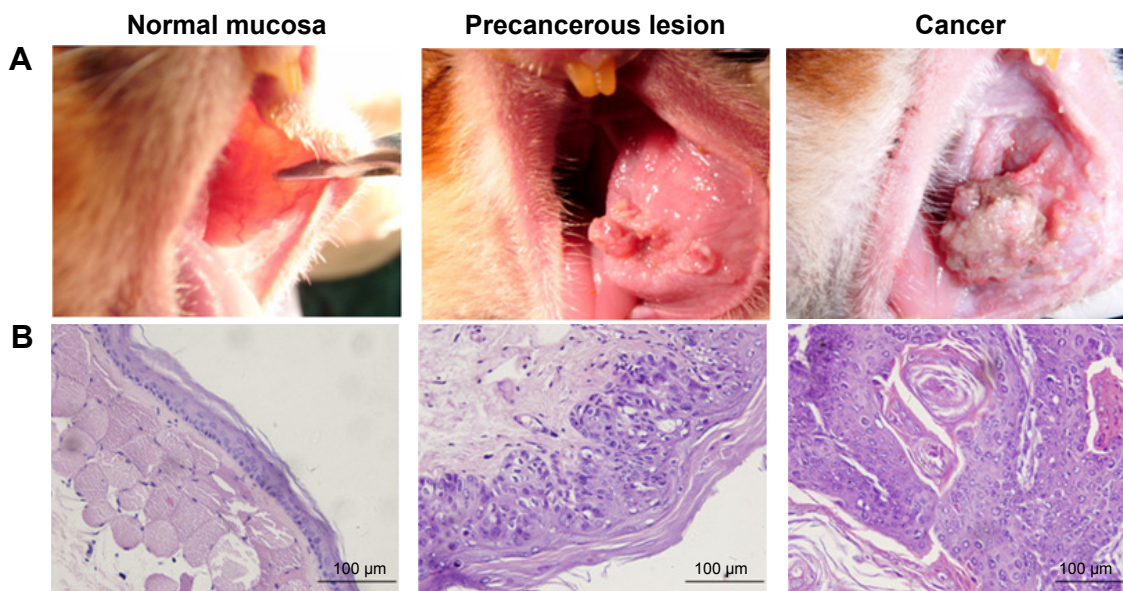 Normal mucosa
Precancerous lesion
Cancer
A
B
100 µm
100 µm
100 µm